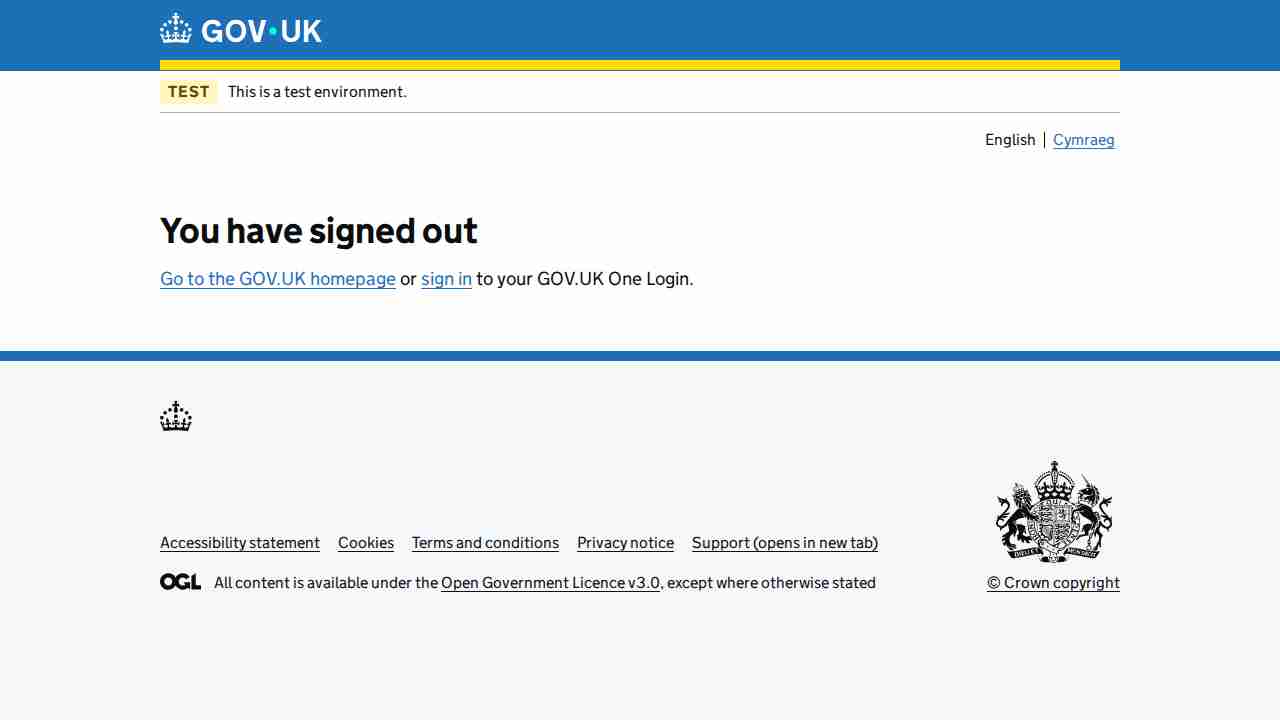 GOV·UK
TEST This is a test environment.
English | Cymraeg
You have signed out
Go to the GOV.UK homepage or sign in to your GOV.UK One Login.
Accessibility statement Cookies Terms and conditions Privacy notice Support (opens in new tab)
OGL All content is available under the Open Government Licence v3.0, except where otherwise stated
© Crown copyright